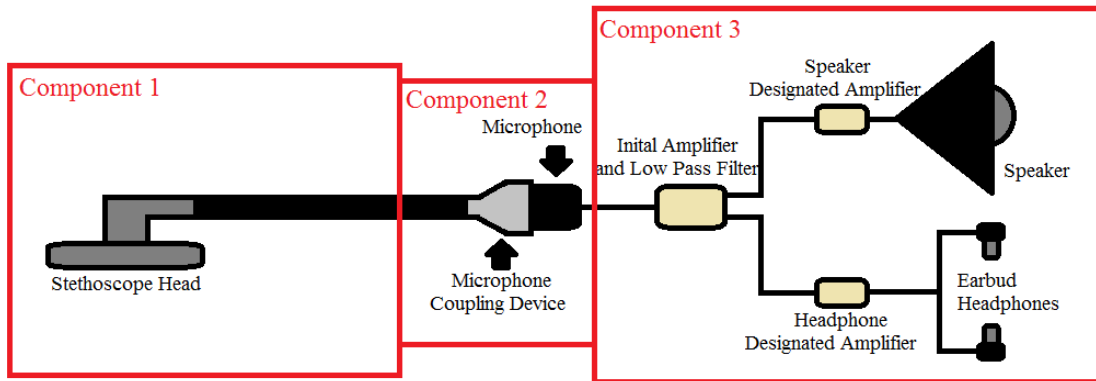 Component 1
Stethoscope Head
Component 2
Microphone
Microphone
Coupling Device
Component 3
Inital Amplifier
and Low Pass Filter
Speaker
Designated Amplifier
Speaker
Headphone
Designated Amplifier
Earbud
Headphones